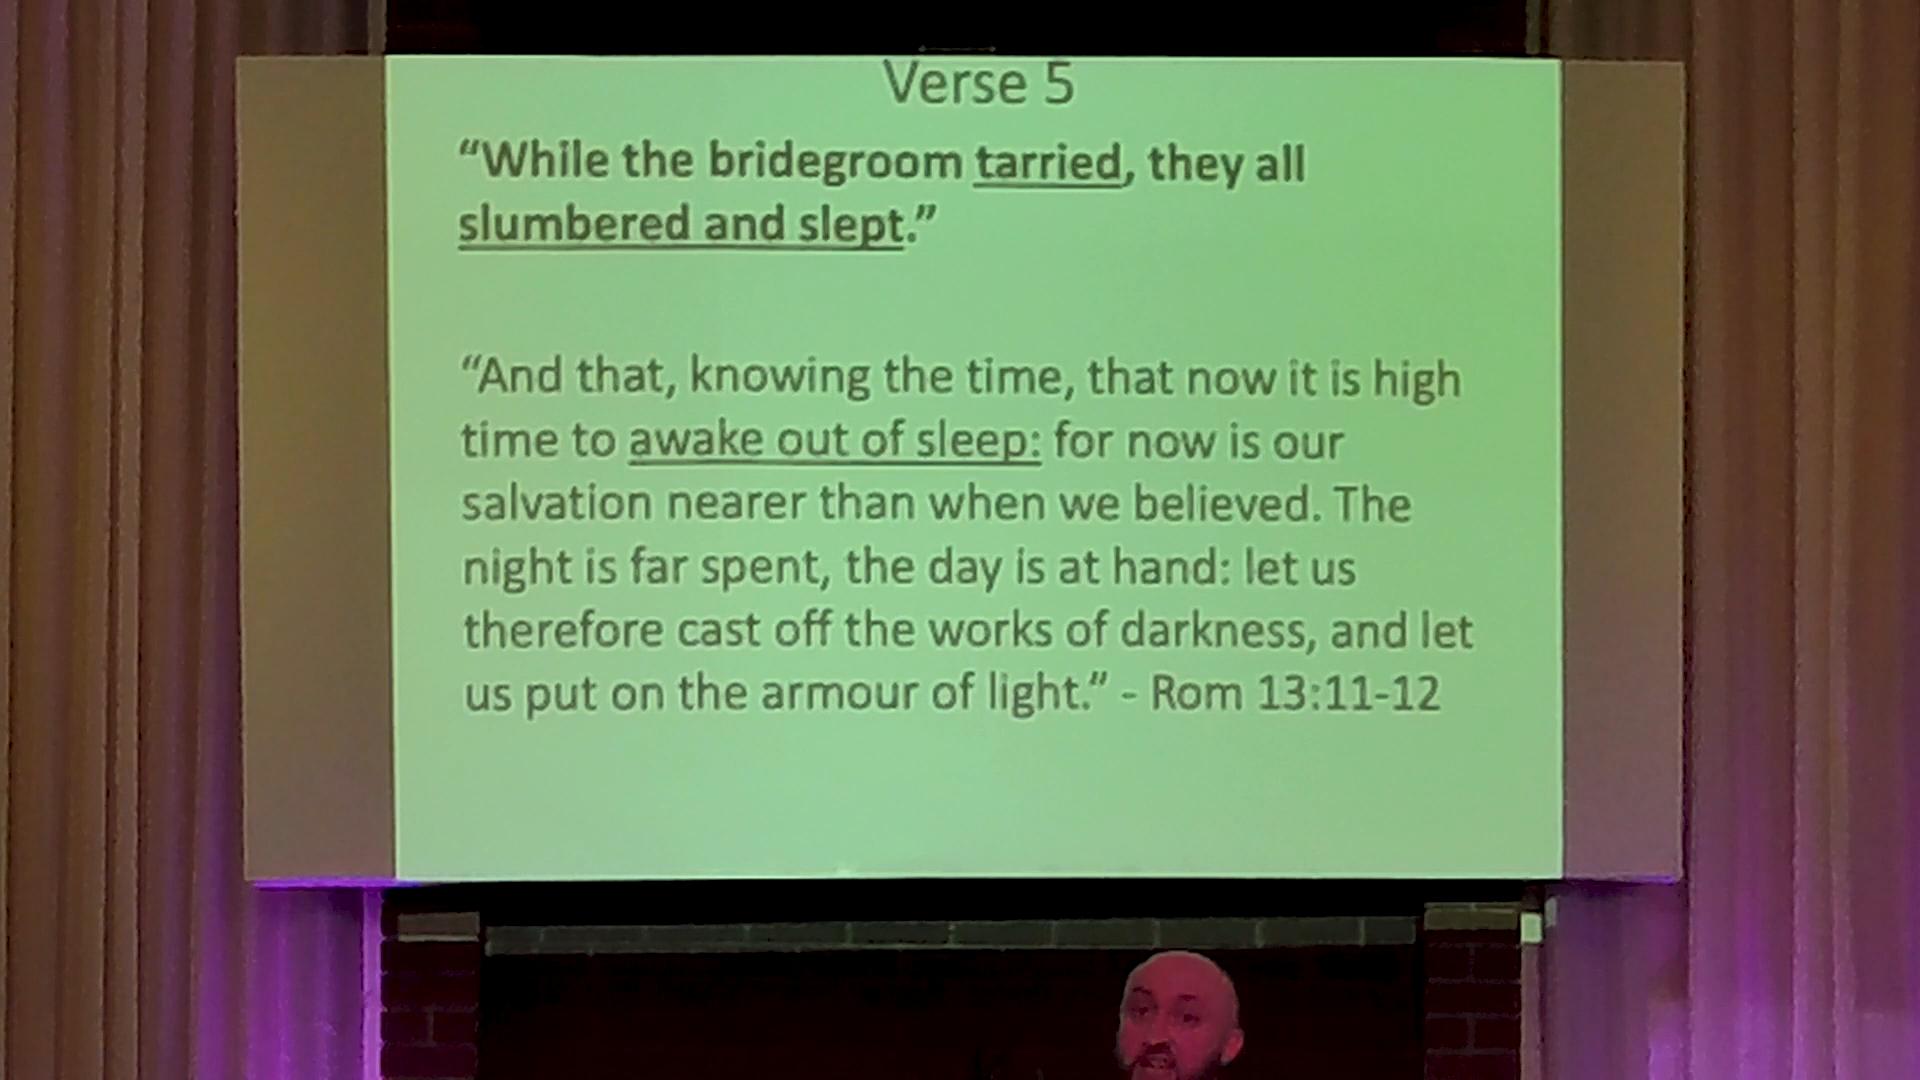 Verse 5
“While the bridegroom tarried, they all
slumbered and slept.”
“And that, knowing the time, that now it is high
time to awake out of sleep: for now is our
salvation nearer than when we believed. The
night is far spent, the day is at hand: let us
therefore cast off the works of darkness, and let
us put on the armour of light.” - Rom 13:11-12